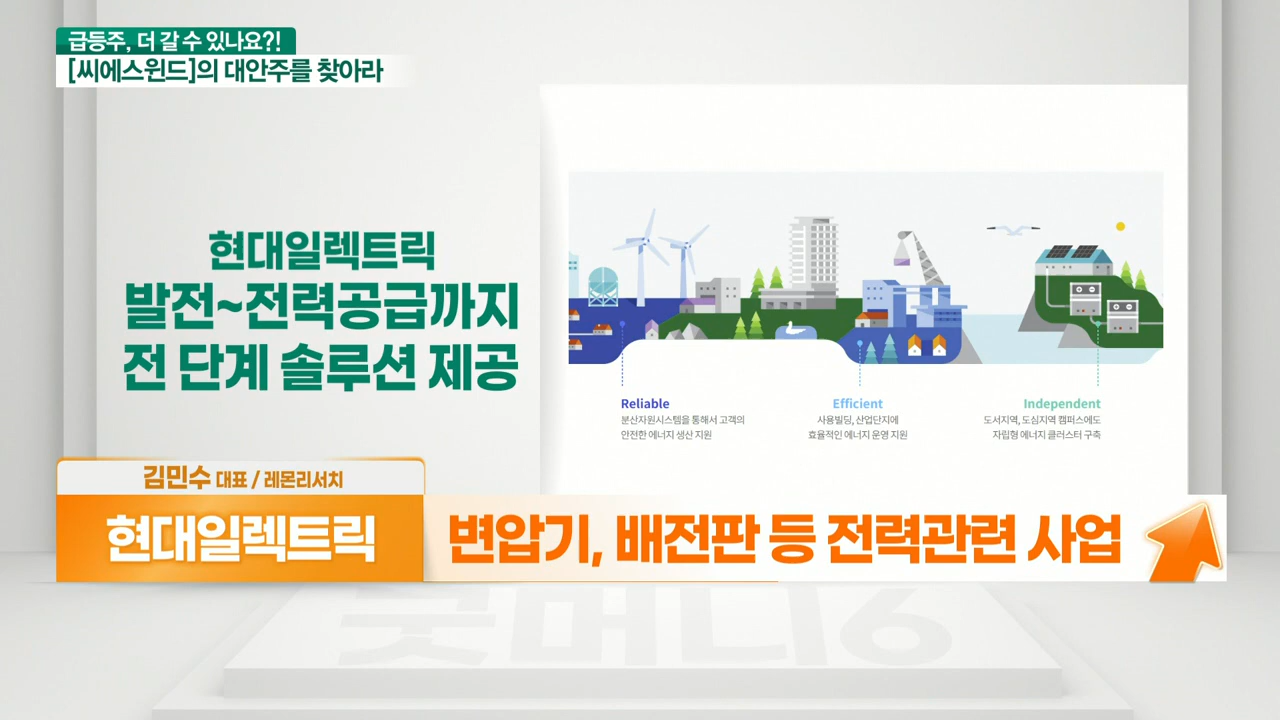 급등주, 더 갈 수 있나요?!
[씨에스윈드]의 대안주를 찾아라
현대일렉트릭
발전~전력공급까지
전 단계 솔루션 제공
Reliable
분산자원시스템을 통해서 고객의
안전한 에너지 생산 지원
Efficient
사용빌딩, 산업단지에
효율적인 에너지 운영 지원
Independent
도서지역, 도심지역 캠퍼스에도
자립형 에너지 클러스터 구축
김민수 대표 / 레몬리서치
현대일렉트릭
변압기, 배전판 등 전력관련 사업
굿머니6